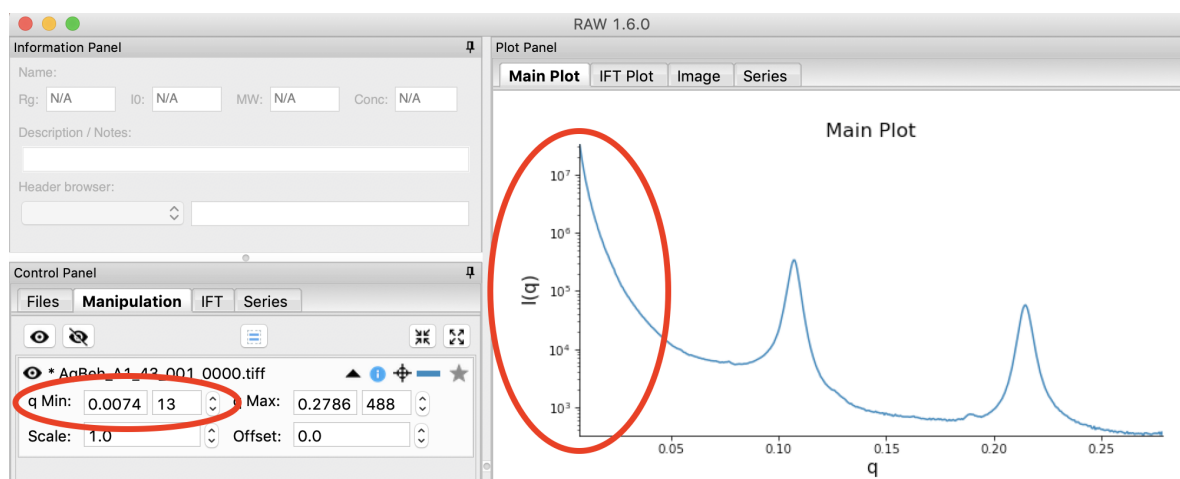 RAW 1.6.0
Information Panel
Name:
Rg: N/A I0: N/A MW: N/A Conc: N/A
Description / Notes:
Header browser:
Control Panel
Files Manipulation IFT Series
* AgBeh_A1_43_001_0000.tiff
q Min: 0.0074 13 q Max: 0.2786 488
Scale: 1.0 Offset: 0.0
Plot Panel
Main Plot IFT Plot Image Series
Main Plot
I(q)
10⁷
10⁶
10⁵
10⁴
10³
0.05 0.10 0.15 0.20 0.25
q